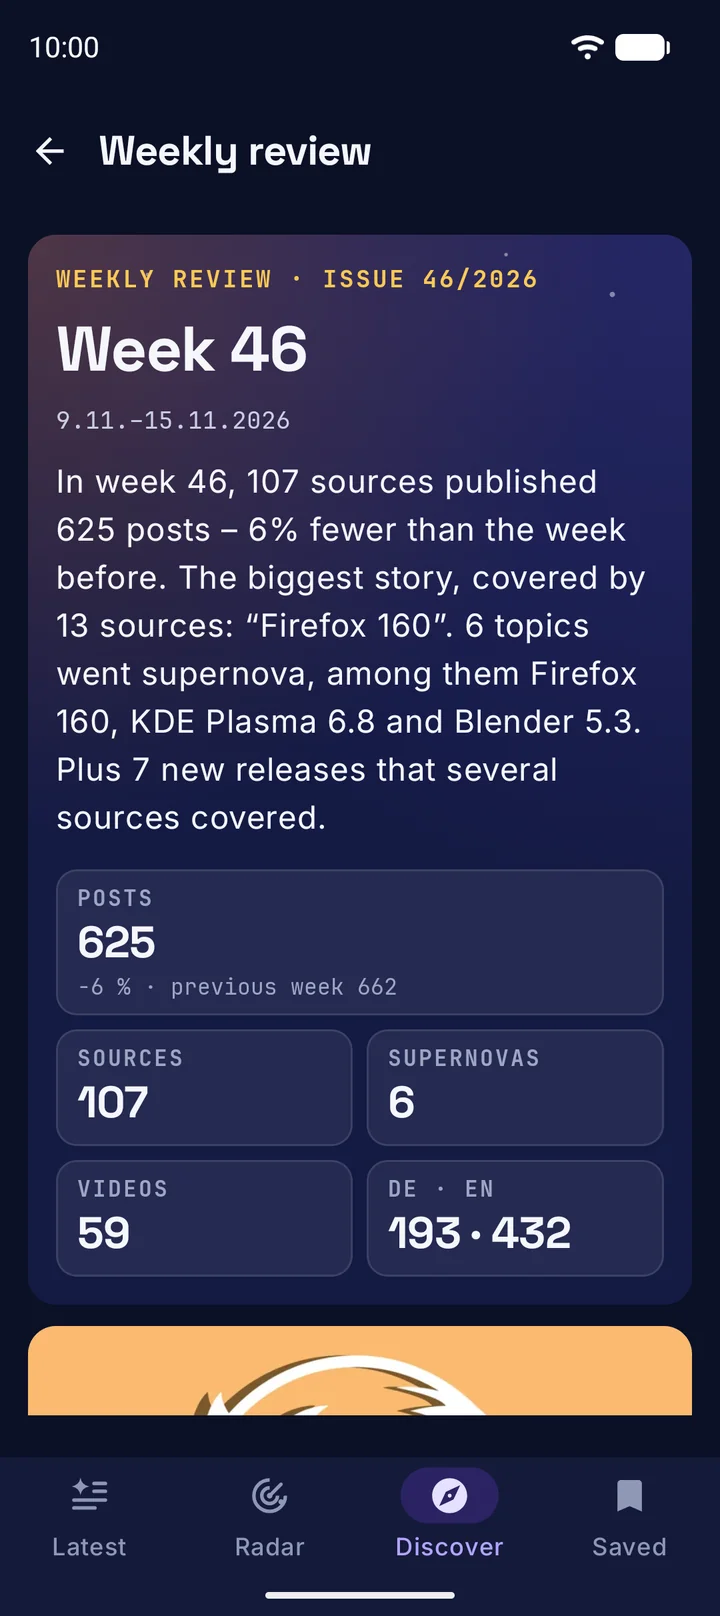 10:00
Weekly review
WEEKLY REVIEW · ISSUE 46/2026
Week 46
9.11.–15.11.2026
In week 46, 107 sources published
625 posts – 6% fewer than the week
before. The biggest story, covered by
13 sources: “Firefox 160”. 6 topics
went supernova, among them Firefox
160, KDE Plasma 6.8 and Blender 5.3.
Plus 7 new releases that several
sources covered.
POSTS
625
-6 % · previous week 662
SOURCES
107
SUPERNOVAS
6
VIDEOS
59
DE · EN
193 · 432
Latest
Radar
Discover
Saved